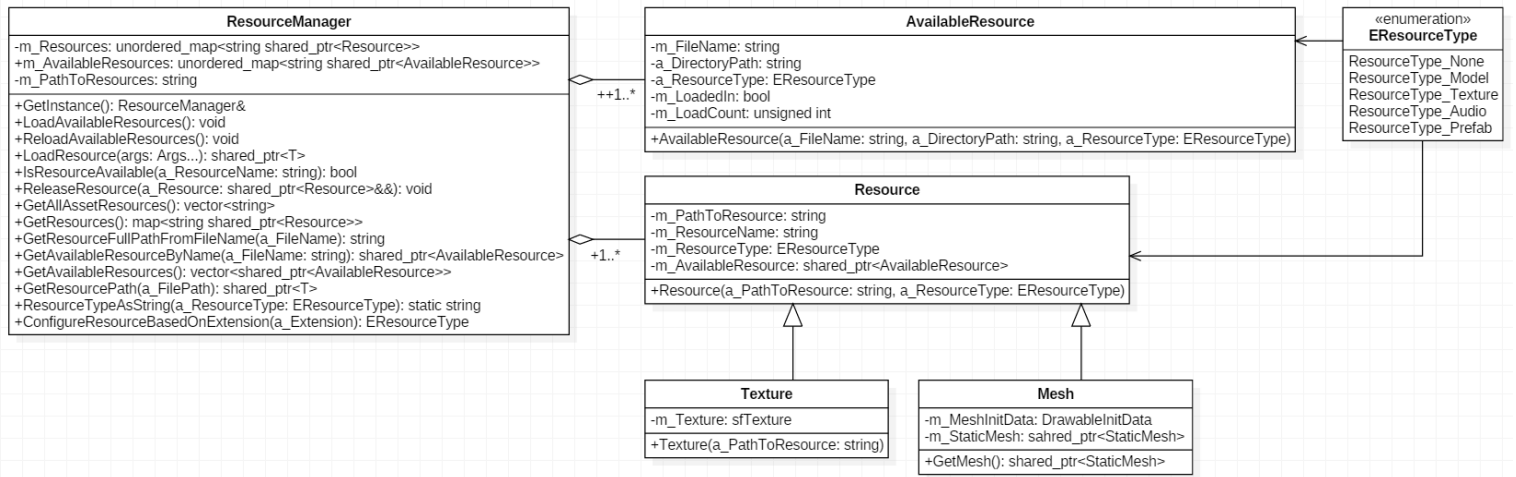 ResourceManager
-m_Resources: unordered_map<string shared_ptr<Resource>>
+m_AvailableResources: unordered_map<string shared_ptr<AvailableResource>>
-m_PathToResources: string
+GetInstance(): ResourceManager&
+LoadAvailableResources(): void
+ReloadAvailableResources(): void
+LoadResource(args: Args...): shared_ptr<T>
+IsResourceAvailable(a_ResourceName: string): bool
+ReleaseResource(a_Resource: shared_ptr<Resource>&&): void
+GetAllAssetResources(): vector<string>
+GetResources(): map<string shared_ptr<Resource>>
+GetResourceFullPathFromFileName(a_FileName): string
+GetAvailableResourceByName(a_FileName: string): shared_ptr<AvailableResource>
+GetAvailableResources(): vector<shared_ptr<AvailableResource>>
+GetResourcePath(a_FilePath): shared_ptr<T>
+ResourceTypeAsString(a_ResourceType: EResourceType): static string
+ConfigureResourceBasedOnExtension(a_Extension): EResourceType
++1..*
+1..*
AvailableResource
-m_FileName: string
-a_DirectoryPath: string
-a_ResourceType: EResourceType
-m_LoadedIn: bool
-m_LoadCount: unsigned int
+AvailableResource(a_FileName: string, a_DirectoryPath: string, a_ResourceType: EResourceType)
«enumeration»
EResourceType
ResourceType_None
ResourceType_Model
ResourceType_Texture
ResourceType_Audio
ResourceType_Prefab
Resource
-m_PathToResource: string
-m_ResourceName: string
-m_ResourceType: EResourceType
-m_AvailableResource: shared_ptr<AvailableResource>
+Resource(a_PathToResource: string, a_ResourceType: EResourceType)
Texture
-m_Texture: sfTexture
+Texture(a_PathToResource: string)
Mesh
-m_MeshInitData: DrawableInitData
-m_StaticMesh: sahred_ptr<StaticMesh>
+GetMesh(): shared_ptr<StaticMesh>